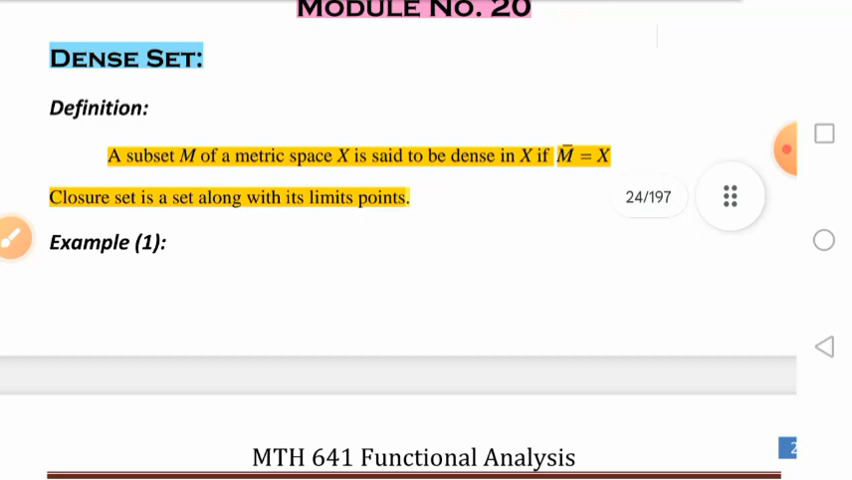 MODULE NO. 20
DENSE SET:
Definition:
A subset M of a metric space X is said to be dense in X if M̄ = X
Closure set is a set along with its limits points.
24/197
Example (1):
MTH 641 Functional Analysis
2